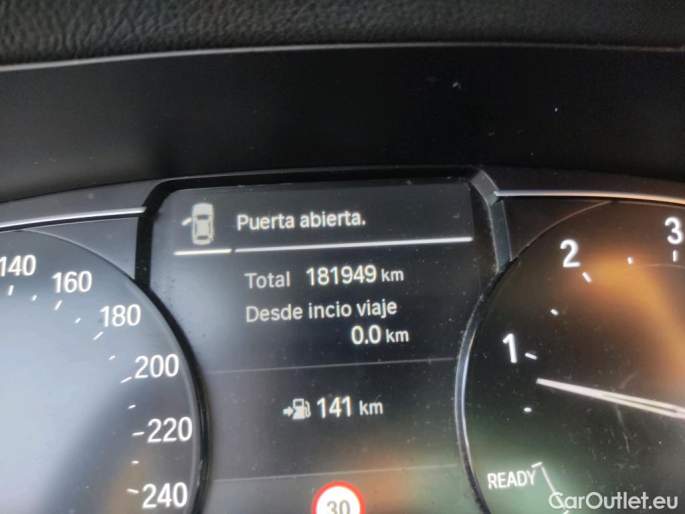 Puerta abierta.
Total 181949 km
Desde incio viaje
0.0 km
141 km
30
140
160
180
200
220
240
1
2
3
READY
CarOutlet.eu